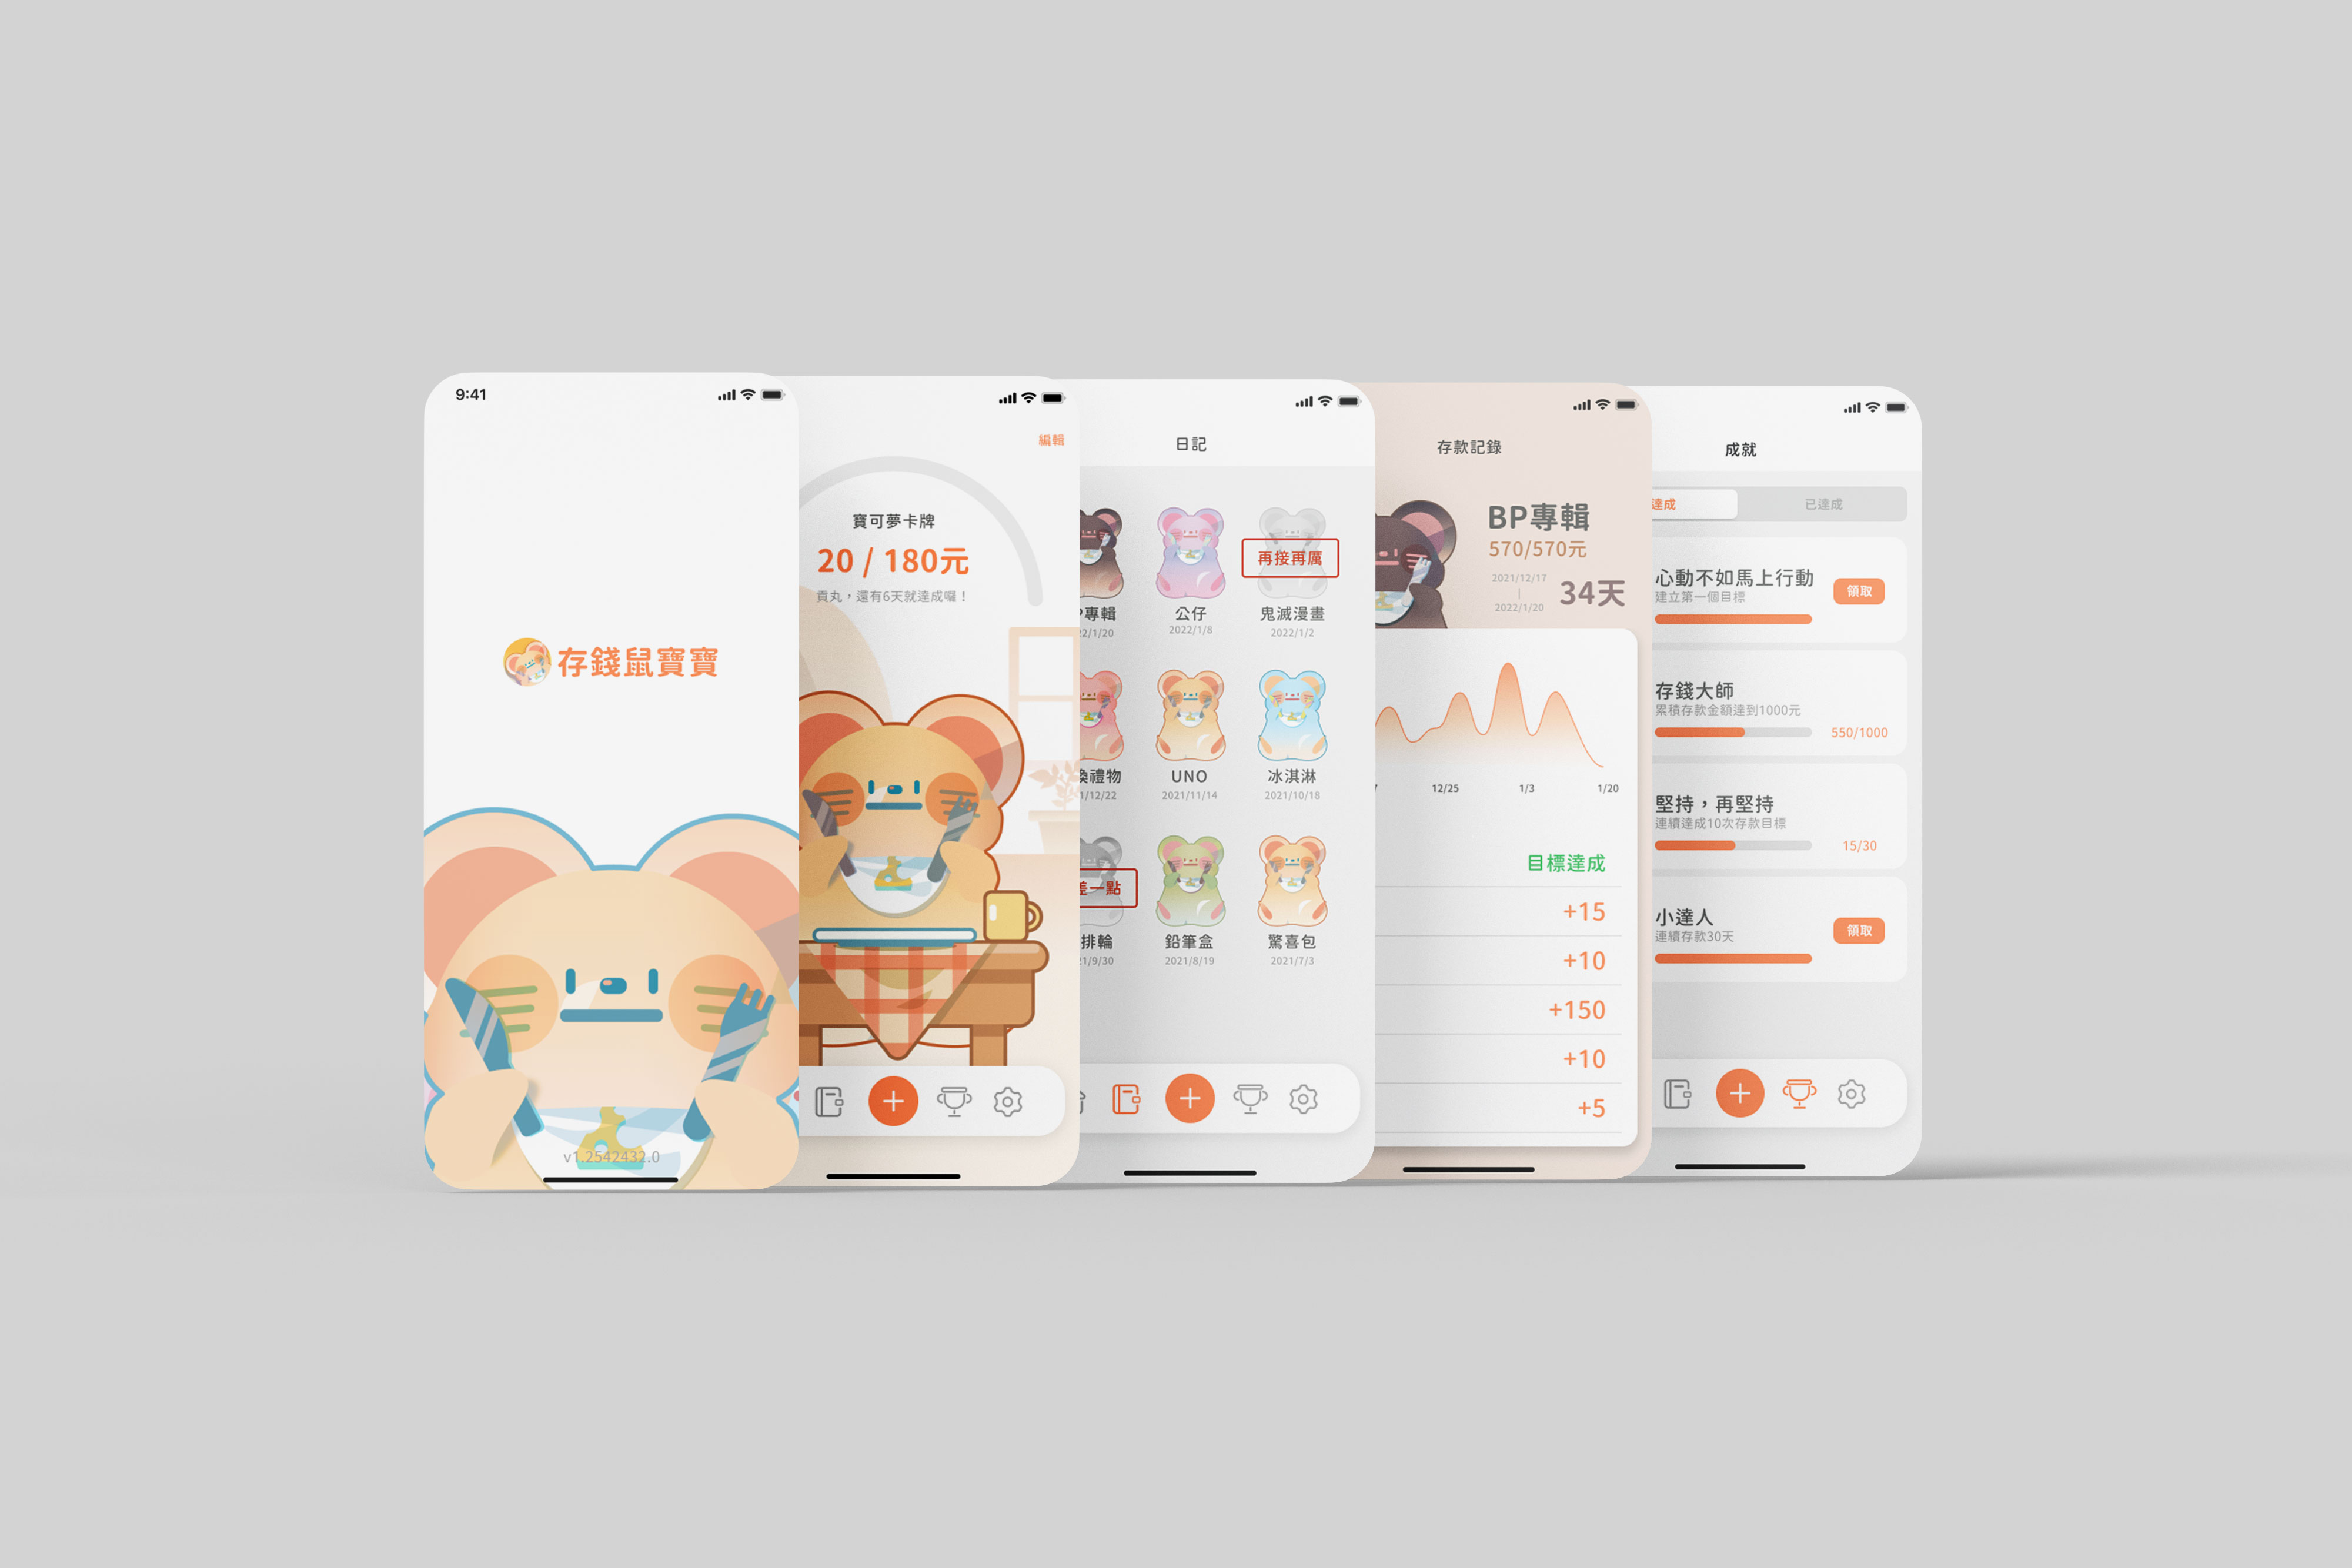 9:41
存錢鼠寶寶
v1.2542432.0
編輯
寶可夢卡牌
20 / 180元
貢丸，還有6天就達成囉！
日記
再接再厲
P專輯
公仔
鬼滅漫畫
2/1/20
2022/1/8
2022/1/2
換禮物
UNO
冰淇淋
1/12/22
2021/11/14
2021/10/18
差一點
排輪
鉛筆盒
驚喜包
21/9/30
2021/8/19
2021/7/3
存款記錄
BP專輯
570/570元
2021/12/17
|
2022/1/20
34天
12/25
1/3
1/20
目標達成
+15
+10
+150
+10
+5
成就
達成
已達成
心動不如馬上行動
建立第一個目標
領取
存錢大師
累積存款金額達到1000元
550/1000
堅持，再堅持
連續達成10次存款目標
15/30
小達人
連續存款30天
領取